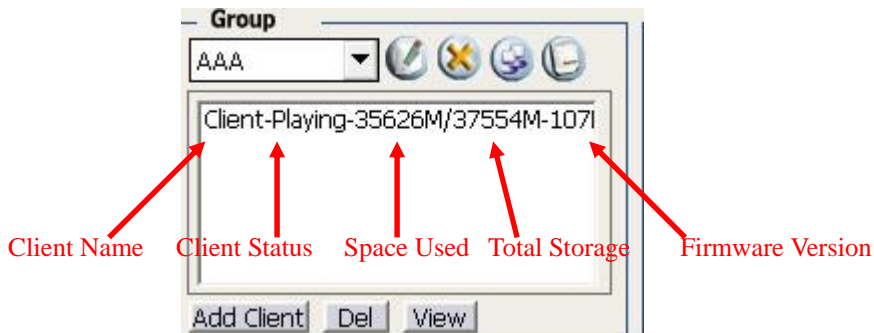 Group
AAA
Client-Playing-35626M/37554M-107
Client Name Client Status Space Used Total Storage Firmware Version
Add Client Del View